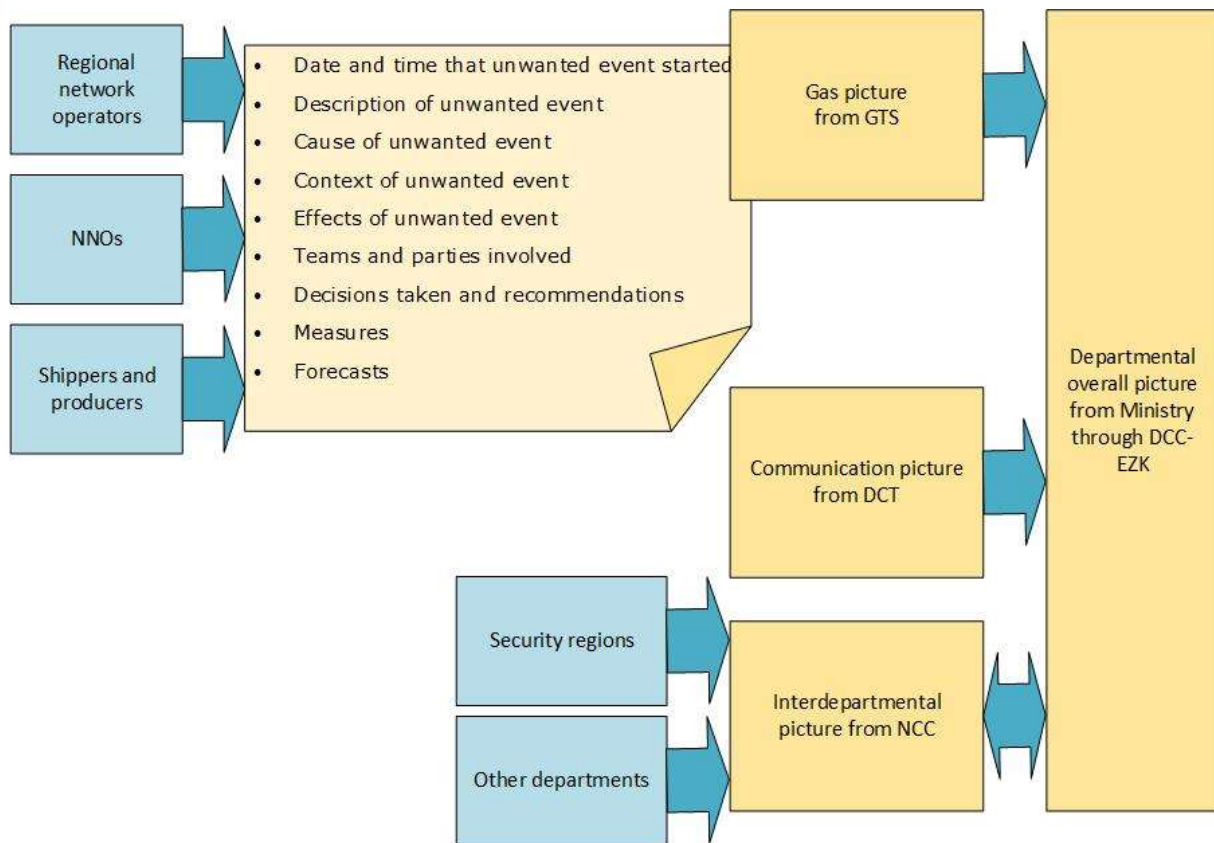 Regional
network
operators
NNOs
Shippers and
producers
• Date and time that unwanted event started
• Description of unwanted event
• Cause of unwanted event
• Context of unwanted event
• Effects of unwanted event
• Teams and parties involved
• Decisions taken and recommendations
• Measures
• Forecasts
Gas picture
from GTS
Communication picture
from DCT
Security regions
Other departments
Interdepartmental
picture from NCC
Departmental
overall picture
from Ministry
through DCC-
EZK